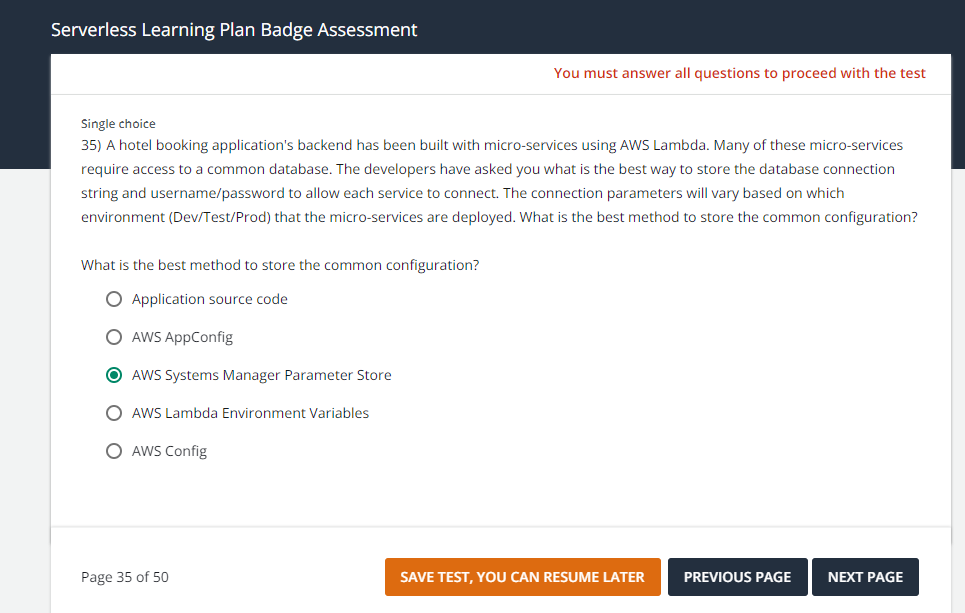 Serverless Learning Plan Badge Assessment
You must answer all questions to proceed with the test
Single choice
35) A hotel booking application's backend has been built with micro-services using AWS Lambda. Many of these micro-services
require access to a common database. The developers have asked you what is the best way to store the database connection
string and username/password to allow each service to connect. The connection parameters will vary based on which
environment (Dev/Test/Prod) that the micro-services are deployed. What is the best method to store the common configuration?
What is the best method to store the common configuration?
Application source code
AWS AppConfig
AWS Systems Manager Parameter Store
AWS Lambda Environment Variables
AWS Config
Page 35 of 50
SAVE TEST, YOU CAN RESUME LATER
PREVIOUS PAGE
NEXT PAGE